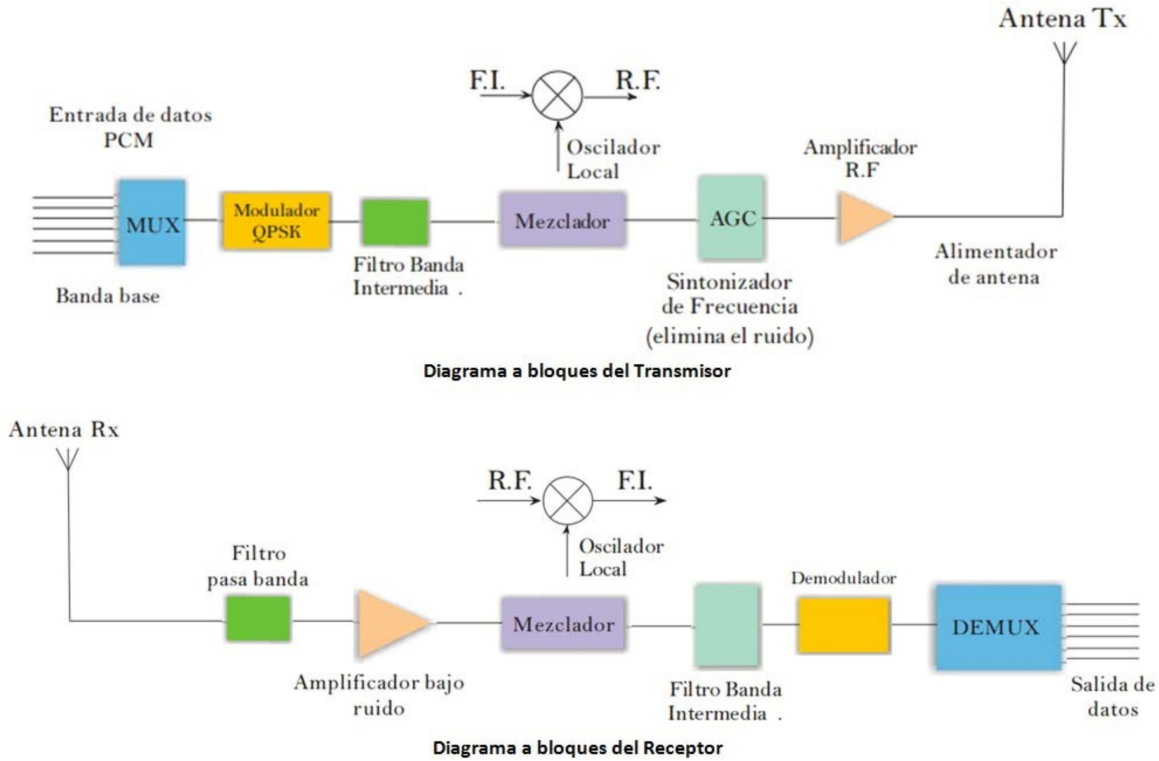 Antena Tx
F.I.
R.F.
Oscilador
Local
Entrada de datos
PCM
MUX
Banda base
Modulador
QPSK
Filtro Banda
Intermedia .
Mezclador
AGC
Sintonizador
de Frecuencia
(elimina el ruido)
Amplificador
R.F
Alimentador
de antena
Diagrama a bloques del Transmisor
Antena Rx
R.F.
F.I.
Oscilador
Local
Filtro
pasa banda
Amplificador bajo
ruido
Mezclador
Filtro Banda
Intermedia .
Demodulador
DEMUX
Salida de
datos
Diagrama a bloques del Receptor